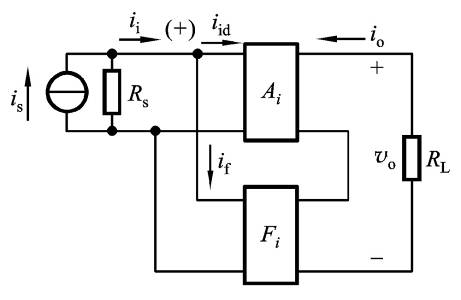 i_i (+) i_id i_o
i_s R_s A_i +
i_f v_o R_L
F_i −